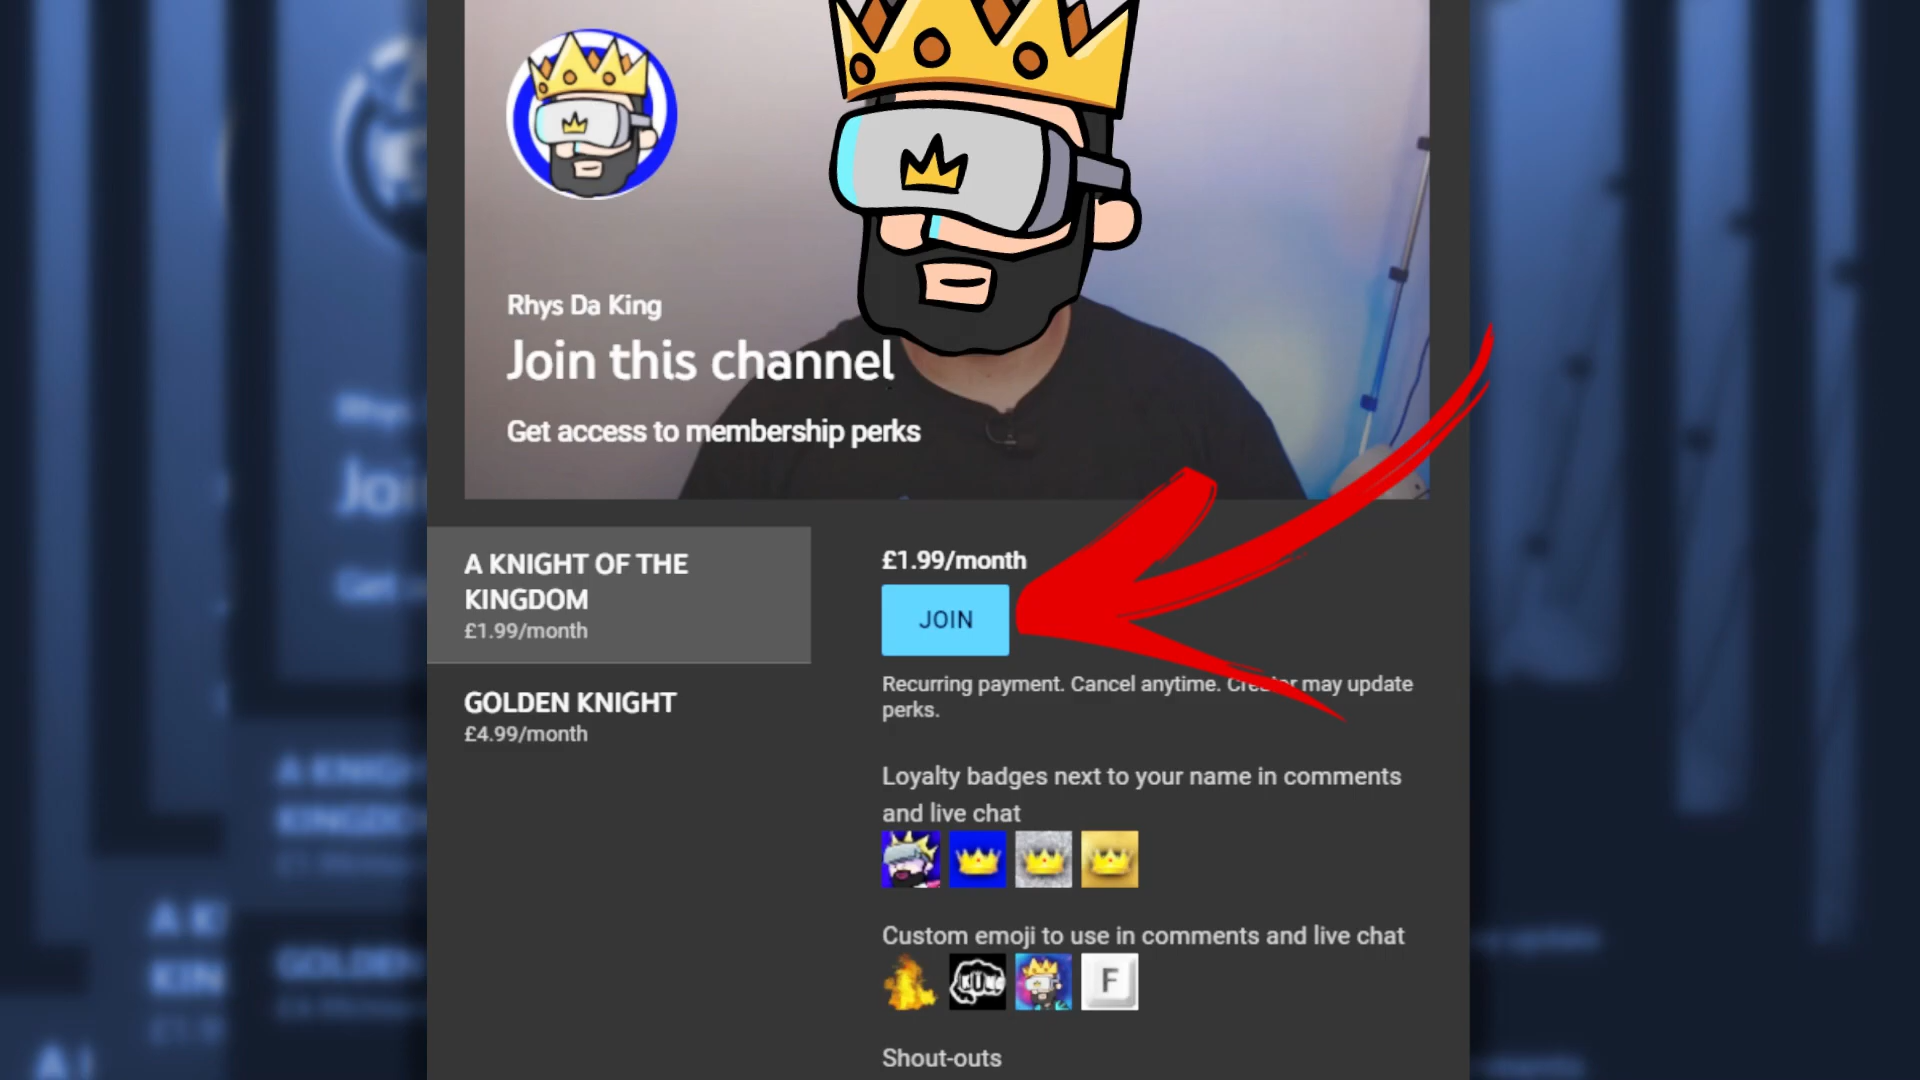 Rhys Da King
Join this channel
Get access to membership perks
A KNIGHT OF THE
KINGDOM
£1.99/month
GOLDEN KNIGHT
£4.99/month
£1.99/month
JOIN
Recurring payment. Cancel anytime. Creator may update
perks.
Loyalty badges next to your name in comments
and live chat
Custom emoji to use in comments and live chat
F
Shout-outs